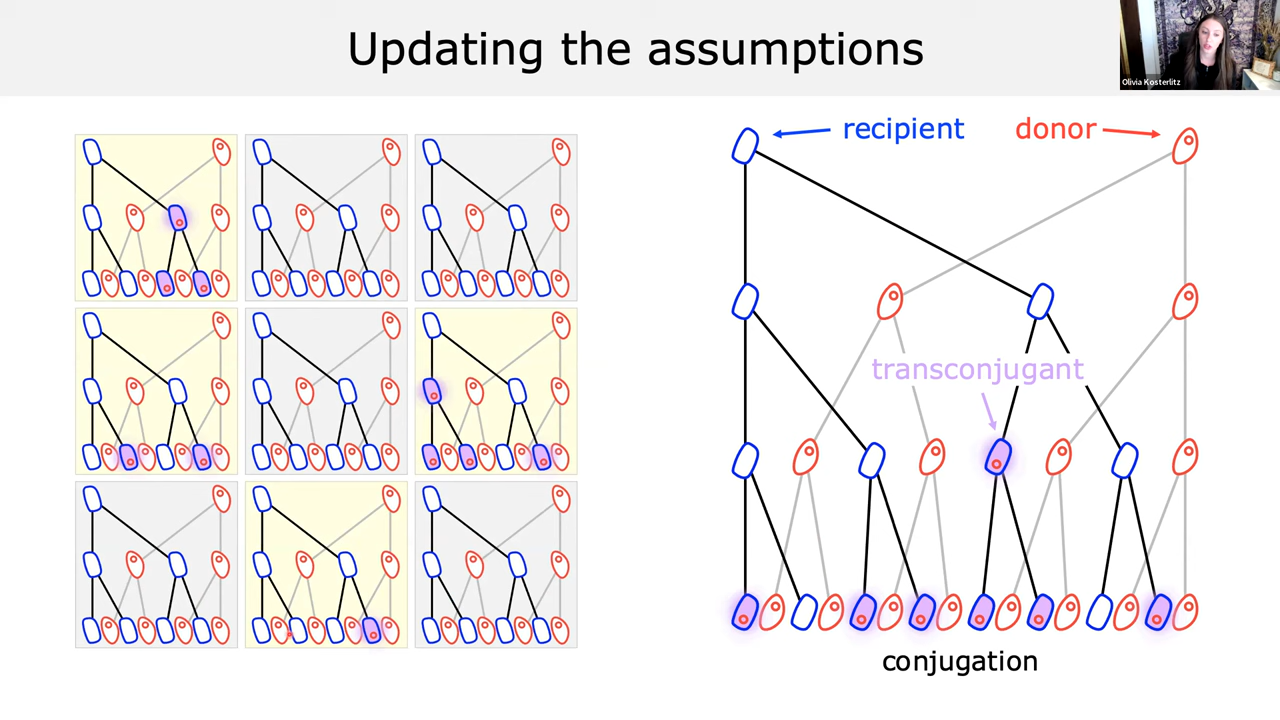 Updating the assumptions
Olivia Kosterlitz
recipient
donor
transconjugant
conjugation